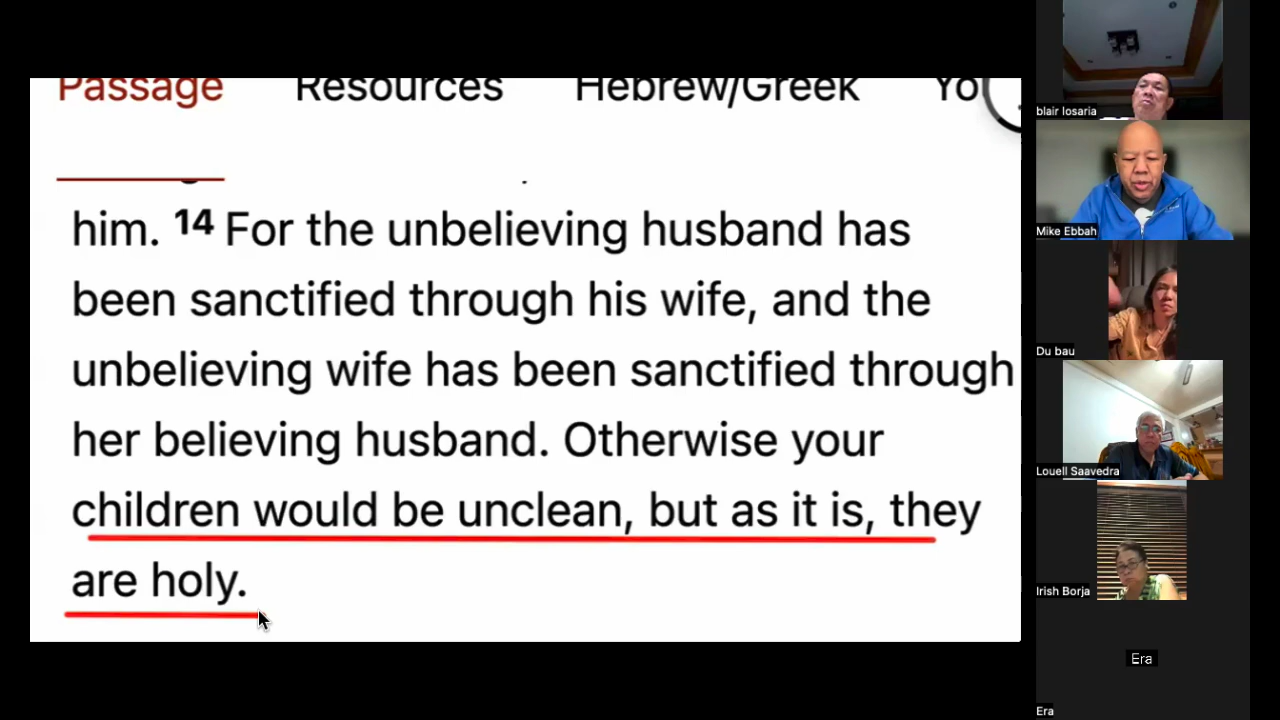 Passage Resources Hebrew/Greek
him. 14 For the unbelieving husband has
been sanctified through his wife, and the
unbelieving wife has been sanctified through
her believing husband. Otherwise your
children would be unclean, but as it is, they
are holy.
blair losaria
Mike Ebbah
Du bau
Louell Saavedra
Irish Borja
Era
Era